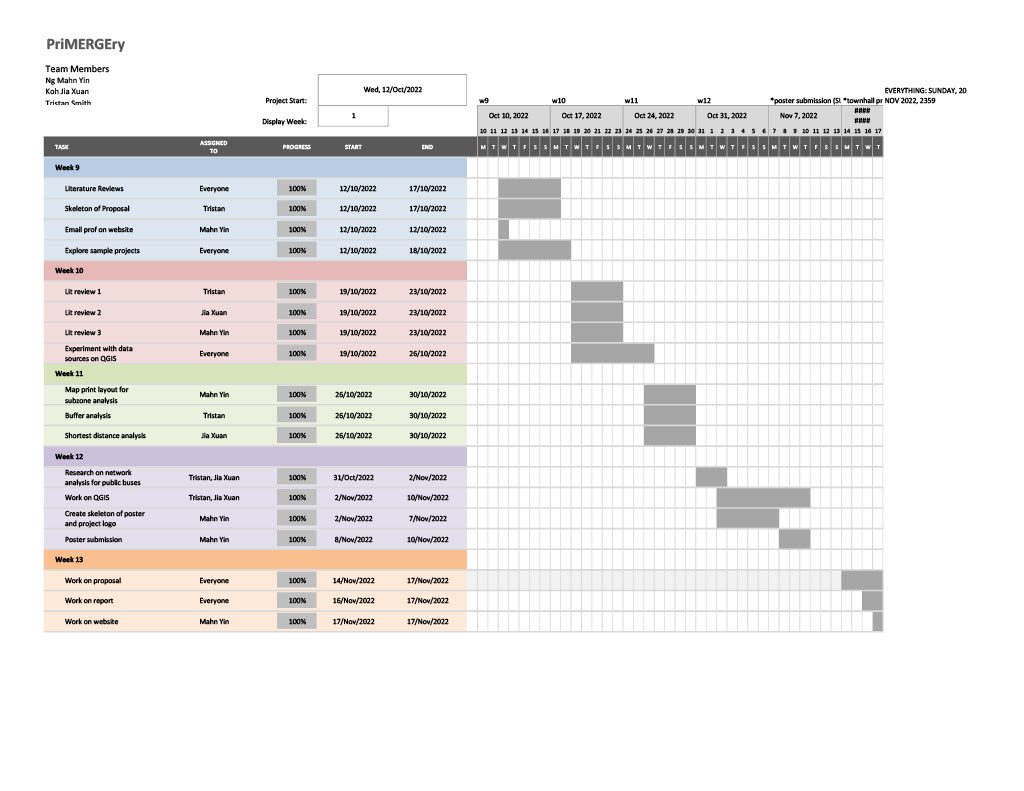 PriMERGEry
Team Members
Ng Mahn Yin
Koh Jia Xuan
Tristan Smith
Project Start:
Wed, 12/Oct/2022
Display Week:
1
w9 w10 w11 w12 *poster submission (SU *townhall pr
EVERYTHING: SUNDAY, 20
NOV 2022, 2359
Oct 10, 2022 Oct 17, 2022 Oct 24, 2022 Oct 31, 2022 Nov 7, 2022 ####
####
10 11 12 13 14 15 16 17 18 19 20 21 22 23 24 25 26 27 28 29 30 31 1 2 3 4 5 6 7 8 9 10 11 12 13 14 15 16 17
TASK ASSIGNED TO PROGRESS START END M T W T F S S M T W T F S S M T W T F S S M T W T F S S M T W T F S S M T W T
Week 9
Literature Reviews Everyone 100% 12/10/2022 17/10/2022
Skeleton of Proposal Tristan 100% 12/10/2022 17/10/2022
Email prof on website Mahn Yin 100% 12/10/2022 12/10/2022
Explore sample projects Everyone 100% 12/10/2022 18/10/2022
Week 10
Lit review 1 Tristan 100% 19/10/2022 23/10/2022
Lit review 2 Jia Xuan 100% 19/10/2022 23/10/2022
Lit review 3 Mahn Yin 100% 19/10/2022 23/10/2022
Experiment with data
sources on QGIS Everyone 100% 19/10/2022 26/10/2022
Week 11
Map print layout for
subzone analysis Mahn Yin 100% 26/10/2022 30/10/2022
Buffer analysis Tristan 100% 26/10/2022 30/10/2022
Shortest distance analysis Jia Xuan 100% 26/10/2022 30/10/2022
Week 12
Research on network
analysis for public buses Tristan, Jia Xuan 100% 31/Oct/2022 2/Nov/2022
Work on QGIS Tristan, Jia Xuan 100% 2/Nov/2022 10/Nov/2022
Create skeleton of poster
and project logo Mahn Yin 100% 2/Nov/2022 7/Nov/2022
Poster submission Mahn Yin 100% 8/Nov/2022 10/Nov/2022
Week 13
Work on proposal Everyone 100% 14/Nov/2022 17/Nov/2022
Work on report Everyone 100% 16/Nov/2022 17/Nov/2022
Work on website Mahn Yin 100% 17/Nov/2022 17/Nov/2022